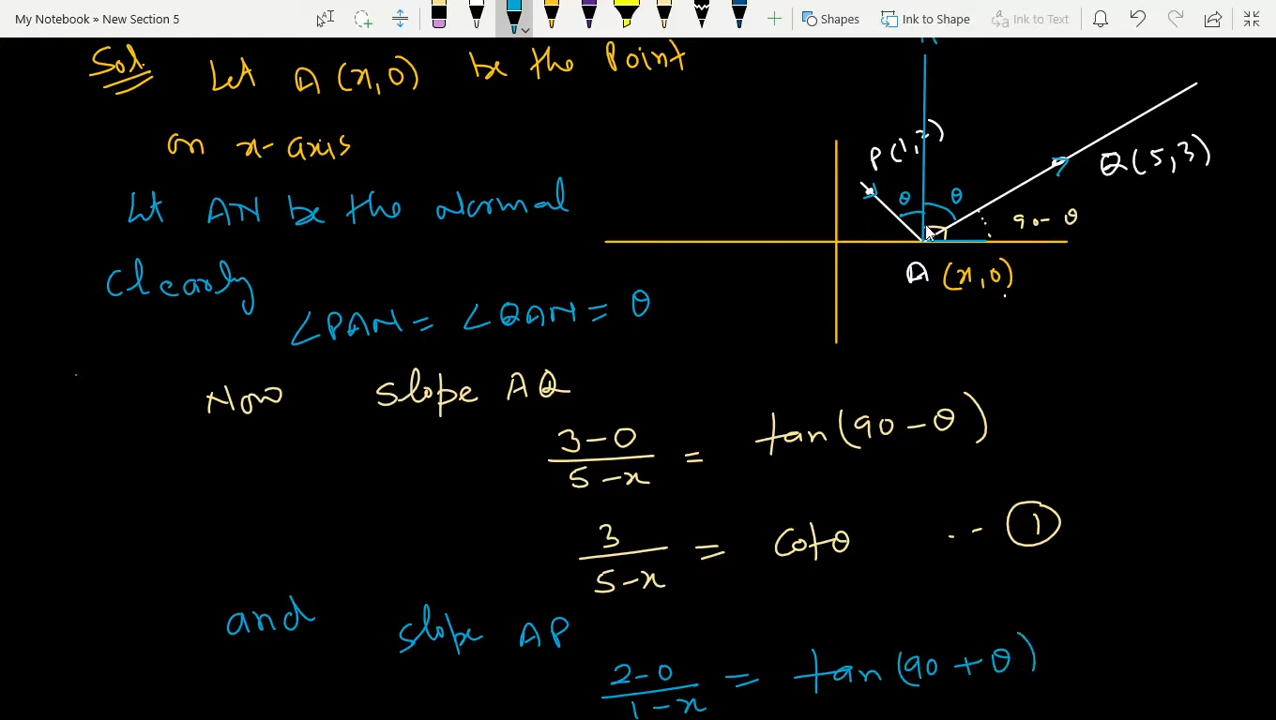 My Notebook » New Section 5
Shapes
Ink to Shape
Ink to Text
Sol. Let A (x,0) be the Point
on x-axis
Let AN be the Normal
Clearly
∠PAN = ∠QAN = θ
P(1,2)
Q(5,3)
θ θ
90-θ
A (x,0)
Now slope AQ
3-0/5-x = tan(90-θ)
3/5-x = cotθ -- ①
and slope AP
2-0/1-x = tan(90+θ)